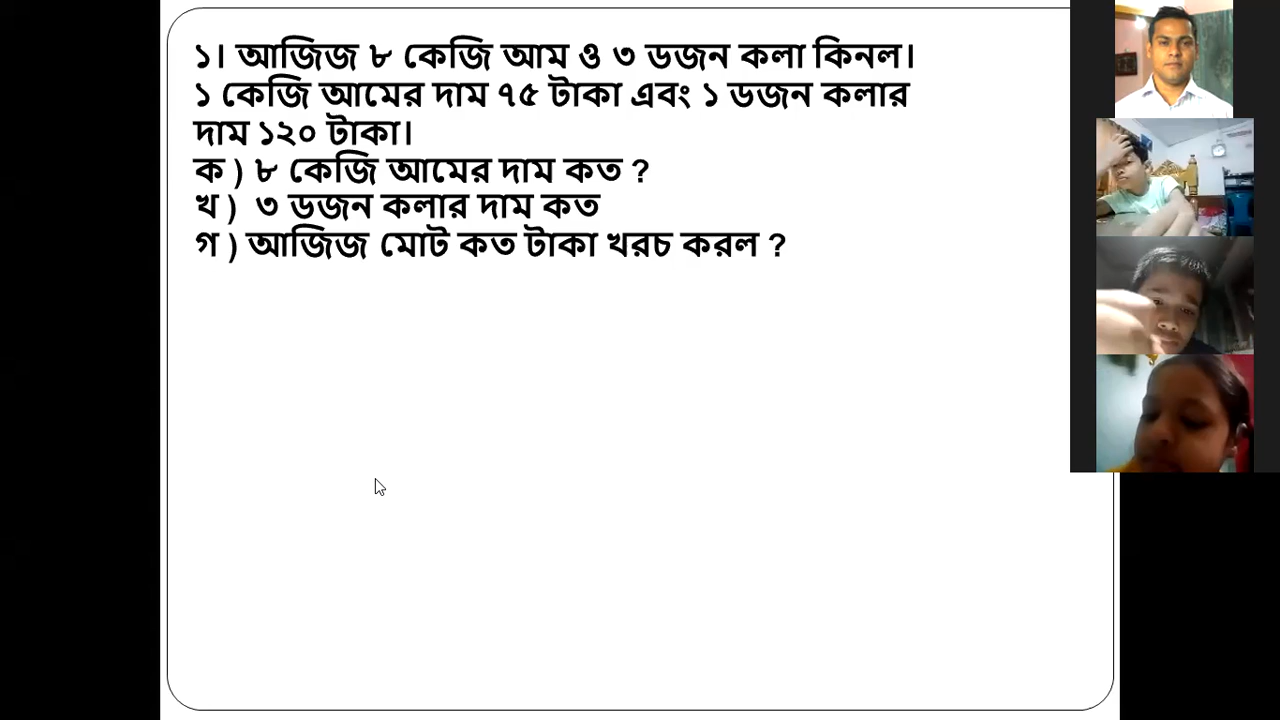 ১। আজিজ ৮ কেজি আম ও ৩ ডজন কলা কিনল।
১ কেজি আমের দাম ৭৫ টাকা এবং ১ ডজন কলার
দাম ১২০ টাকা।
ক ) ৮ কেজি আমের দাম কত ?
খ ) ৩ ডজন কলার দাম কত
গ ) আজিজ মোট কত টাকা খরচ করল ?